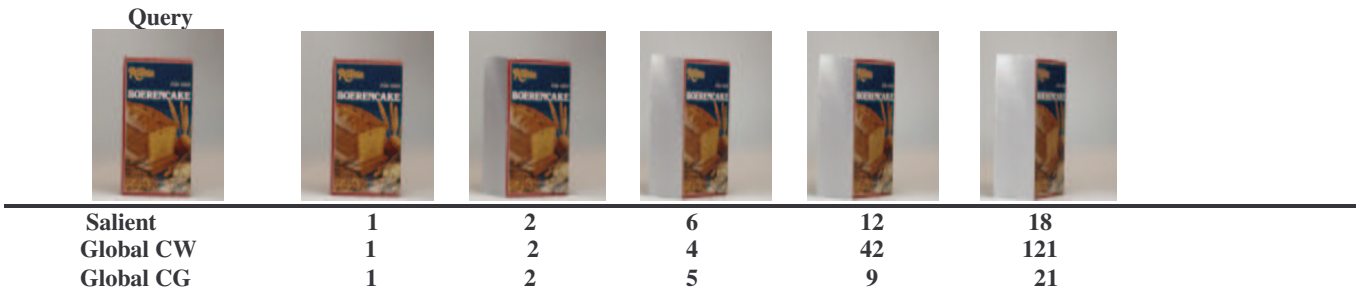 Query
BOERENCAKE BOERENCAKE BOERENCAKE BOERENCAKE
Salient 1 2 6 12 18
Global CW 1 2 4 42 121
Global CG 1 2 5 9 21